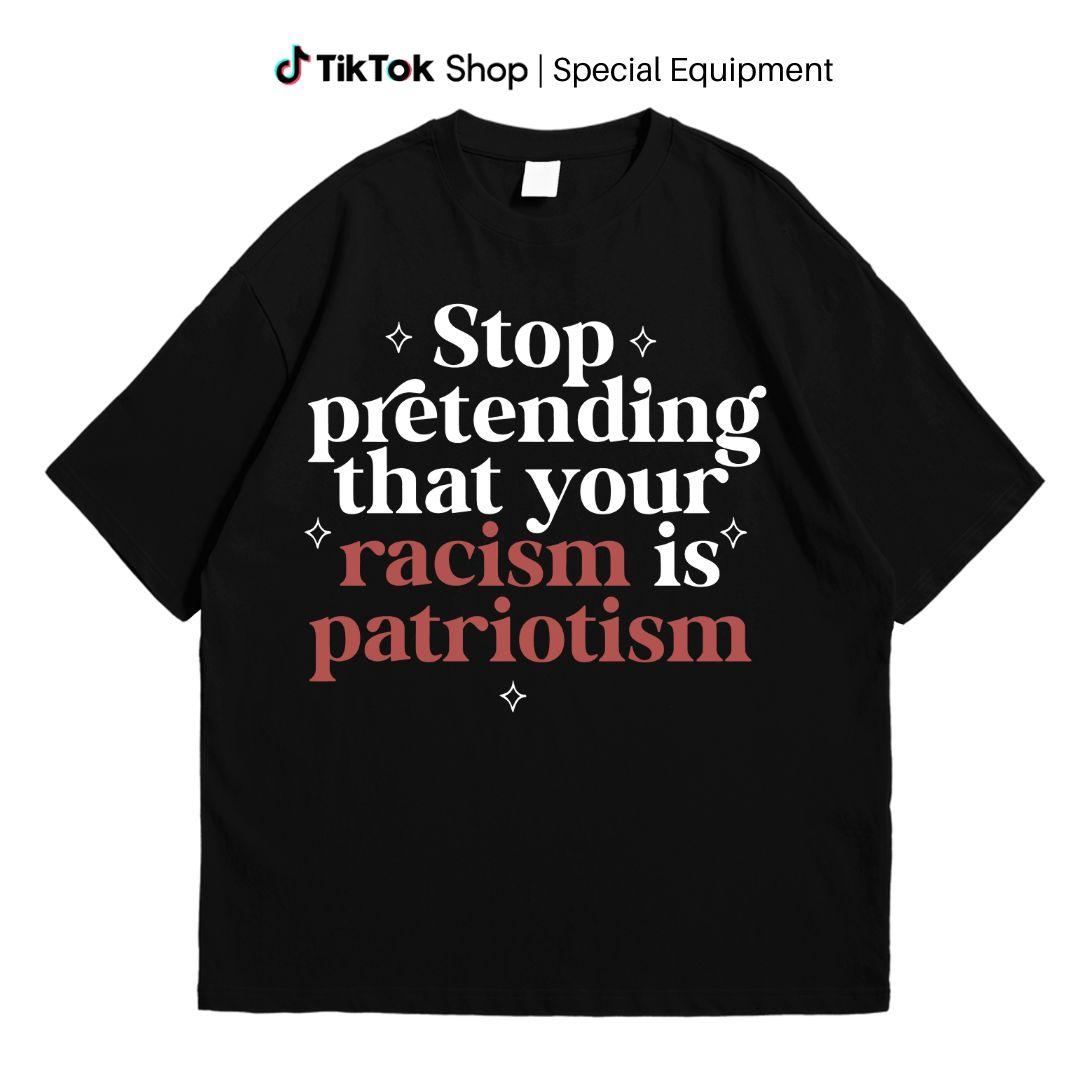 TikTok Shop | Special Equipment
Stop
pretending
that your
racism is
patriotism